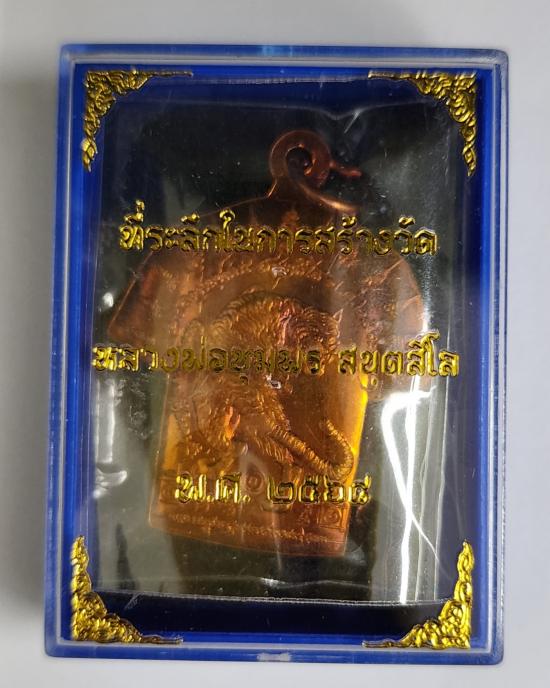 ที่ระลึกในการสร้างวัด
หลวงพ่อชุมพร สขุตสีโล
พ.ศ. ๒๕๖๔